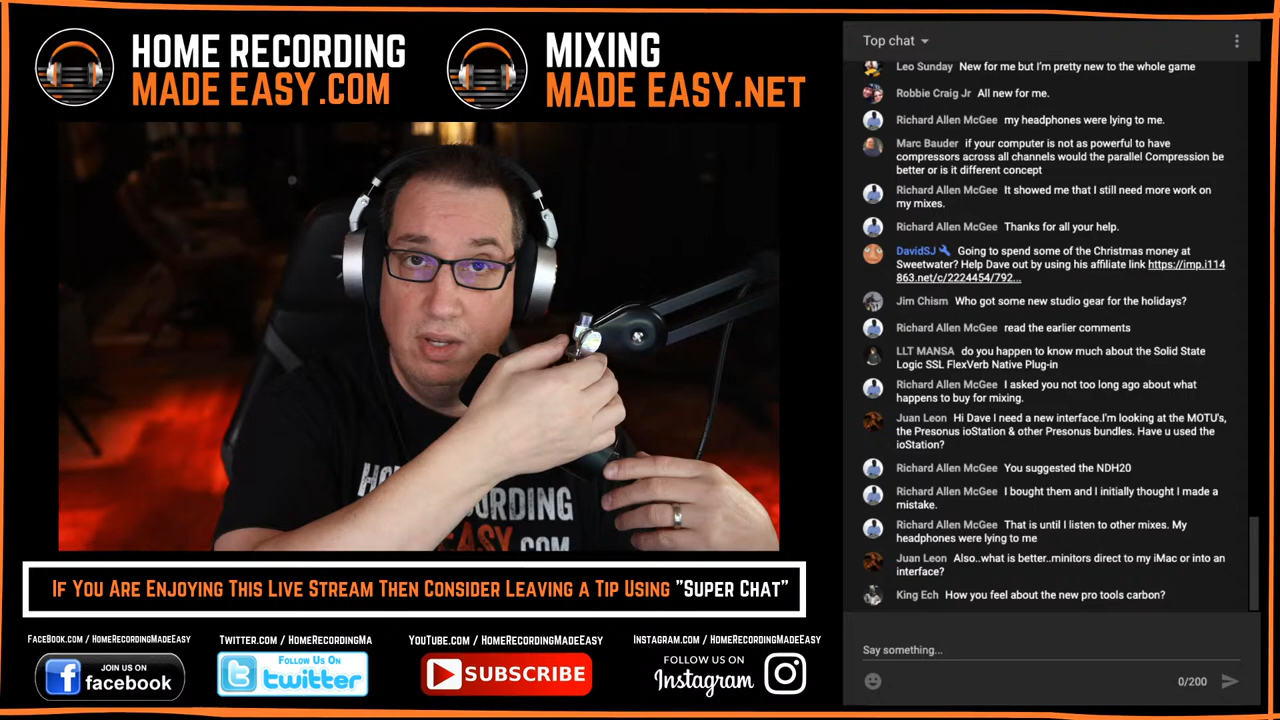 HOME RECORDING
MADE EASY.COM
MIXING
MADE EASY.NET
HOME
RECORDING
EASY.COM
IF YOU ARE ENJOYING THIS LIVE STREAM THEN CONSIDER LEAVING A TIP USING "SUPER CHAT"
FACEBOOK.COM / HOMERECORDINGMADEEASY
TWITTER.COM / HOMERECORDINGMA
YOUTUBE.COM / HOMERECORDINGMADEEASY
INSTAGRAM.COM / HOMERECORDINGMADEEASY
JOIN US ON
facebook
FOLLOW US ON
twitter
SUBSCRIBE
FOLLOW US ON
Instagram
Top chat
Leo Sunday New for me but I'm pretty new to the whole game
Robbie Craig Jr All new for me.
Richard Allen McGee my headphones were lying to me.
Marc Bauder if your computer is not as powerful to have
compressors across all channels would the parallel Compression be
better or is it different concept
Richard Allen McGee It showed me that I still need more work on
my mixes.
Richard Allen McGee Thanks for all your help.
DavidSJ Going to spend some of the Christmas money at
Sweetwater? Help Dave out by using his affiliate link https://imp.i114
863.net/c/2224454/792...
Jim Chism Who got some new studio gear for the holidays?
Richard Allen McGee read the earlier comments
LLT MANSA do you happen to know much about the Solid State
Logic SSL FlexVerb Native Plug-in
Richard Allen McGee I asked you not too long ago about what
happens to buy for mixing.
Juan Leon Hi Dave I need a new interface.I'm looking at the MOTU's,
the Presonus ioStation & other Presonus bundles. Have u used the
ioStation?
Richard Allen McGee You suggested the NDH20
Richard Allen McGee I bought them and I initially thought I made a
mistake.
Richard Allen McGee That is until I listen to other mixes. My
headphones were lying to me
Juan Leon Also..what is better..minitors direct to my iMac or into an
interface?
King Ech How you feel about the new pro tools carbon?
Say something...
0/200